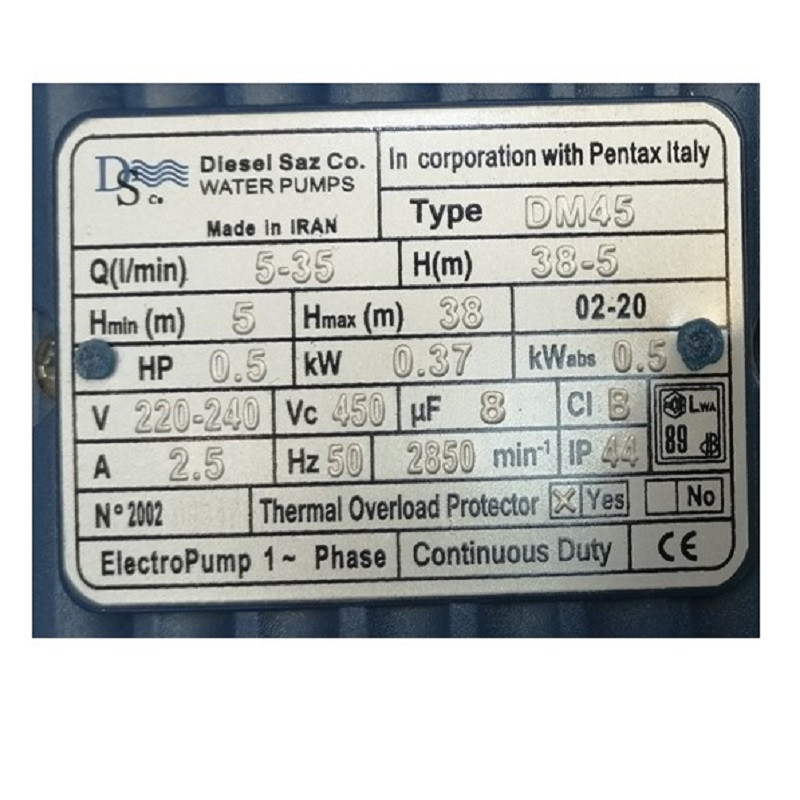 DS Co Diesel Saz Co. In corporation with Pentax Italy
WATER PUMPS
Made in IRAN Type DM45
Q(l/min) 5-35 H(m) 38-5
Hmin (m) 5 Hmax (m) 38 02-20
HP 0.5 kW 0.37 kWabs 0.5
V 220-240 Vc 450 µF 8 Cl B LWA
A 2.5 Hz 50 2850 min⁻¹ IP 44 89 dB
N° 2002 Thermal Overload Protector Yes No
ElectroPump 1~ Phase Continuous Duty CE